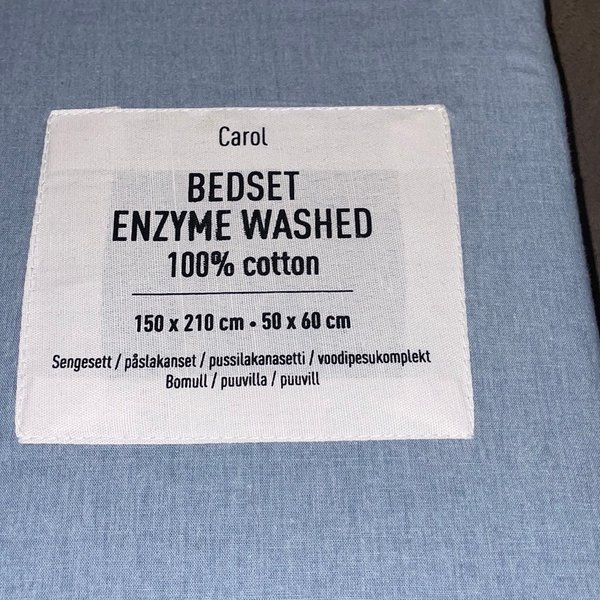 Carol
BEDSET
ENZYME WASHED
100% cotton
150 x 210 cm • 50 x 60 cm
Sengesett / påslakanset / pussilakanasetti / voodipesukomplekt
Bomull / puuvilla / puuvill